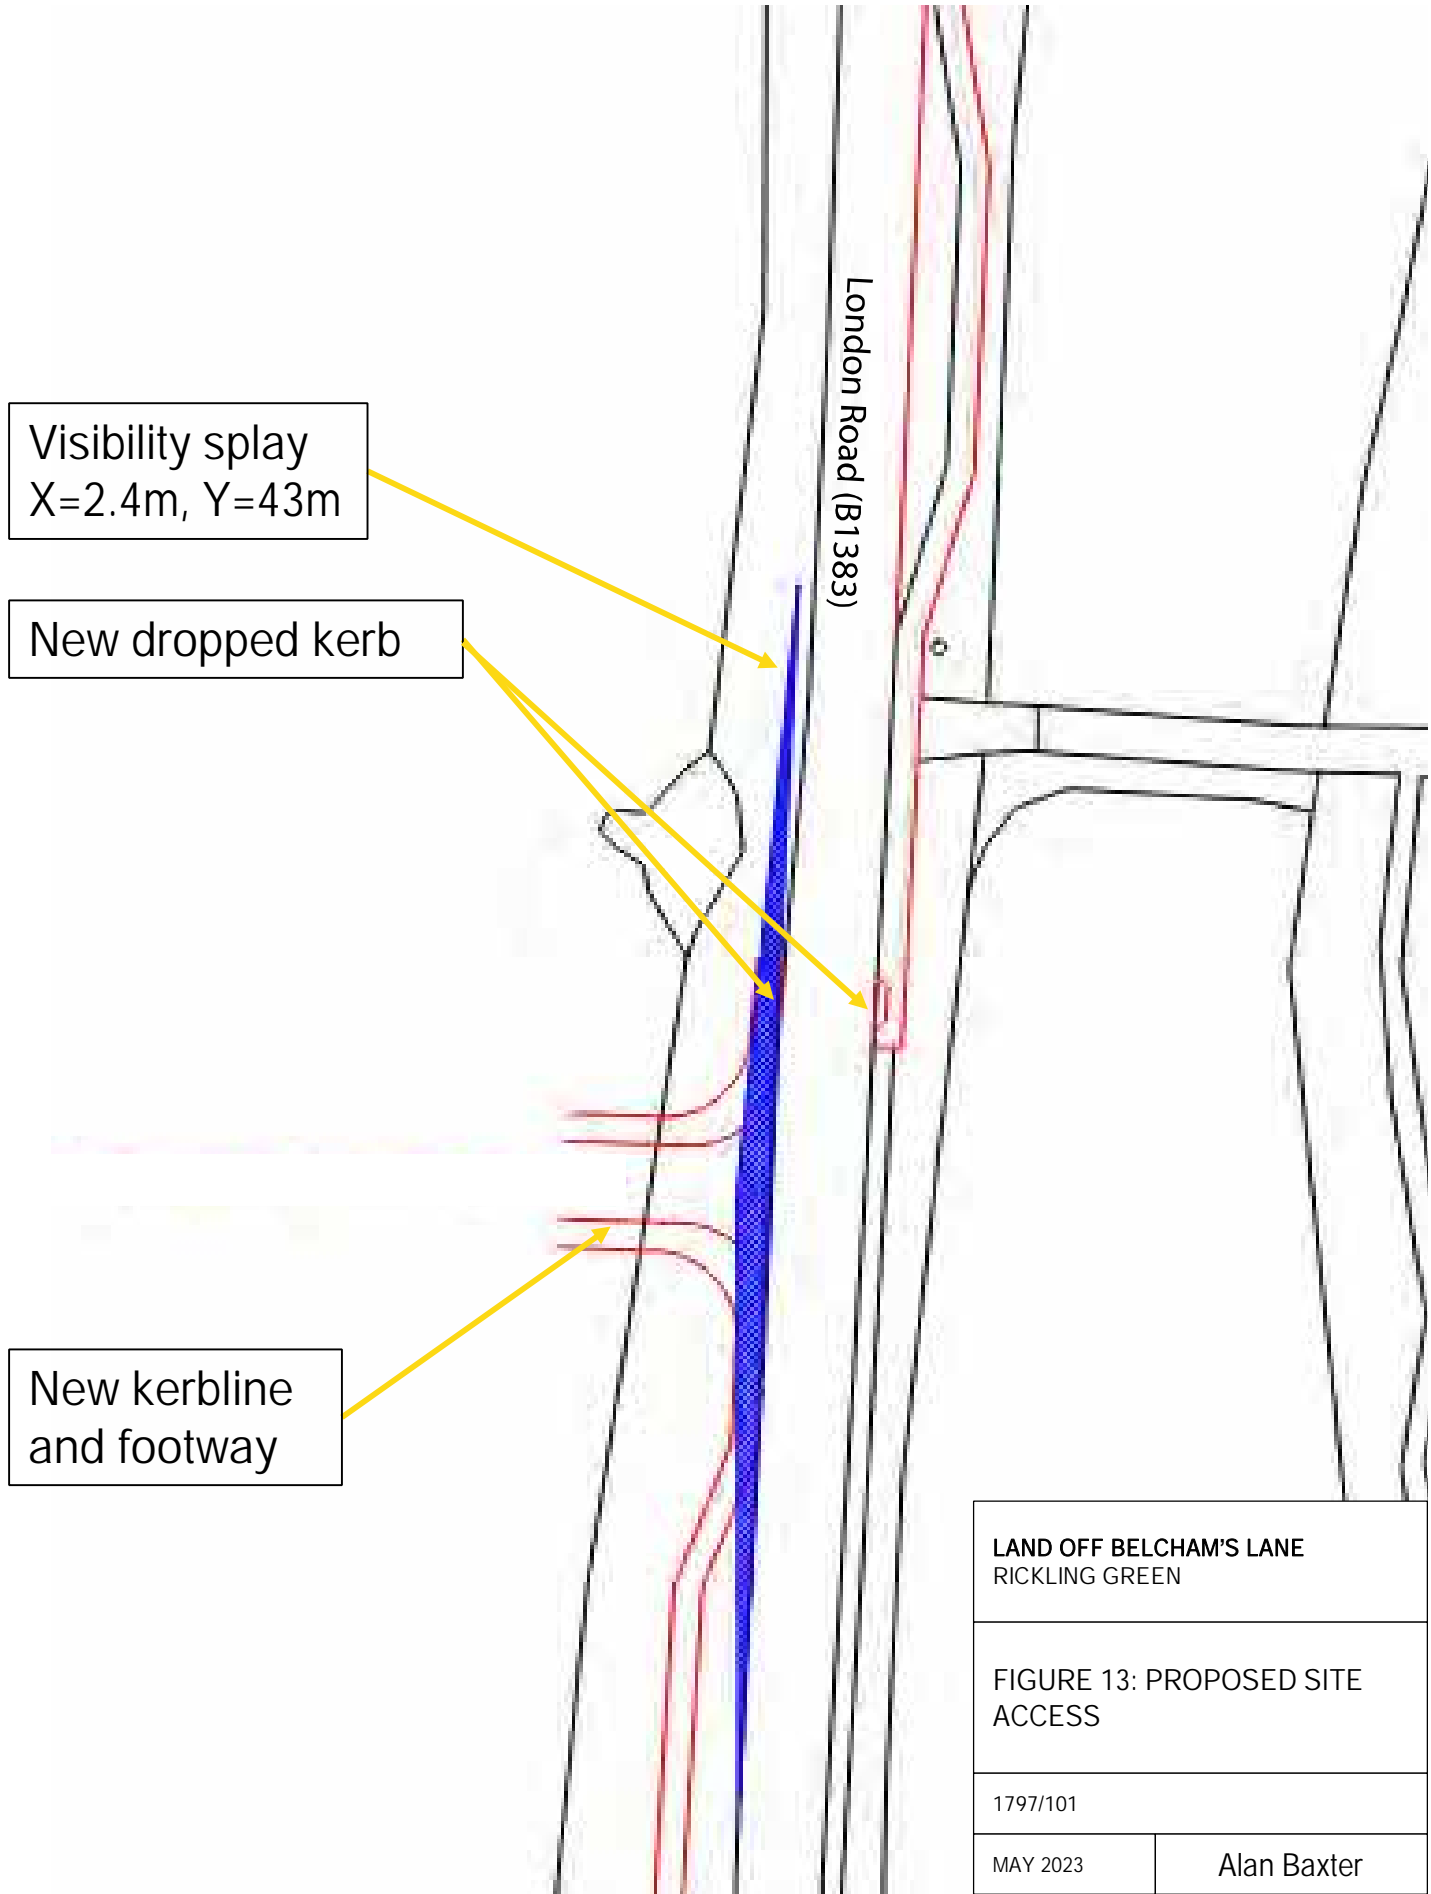 London Road (B1383)
Visibility splay
X=2.4m, Y=43m
New dropped kerb
New kerbline
and footway
LAND OFF BELCHAM'S LANE
RICKLING GREEN
FIGURE 13: PROPOSED SITE
ACCESS
1797/101
MAY 2023
Alan Baxter